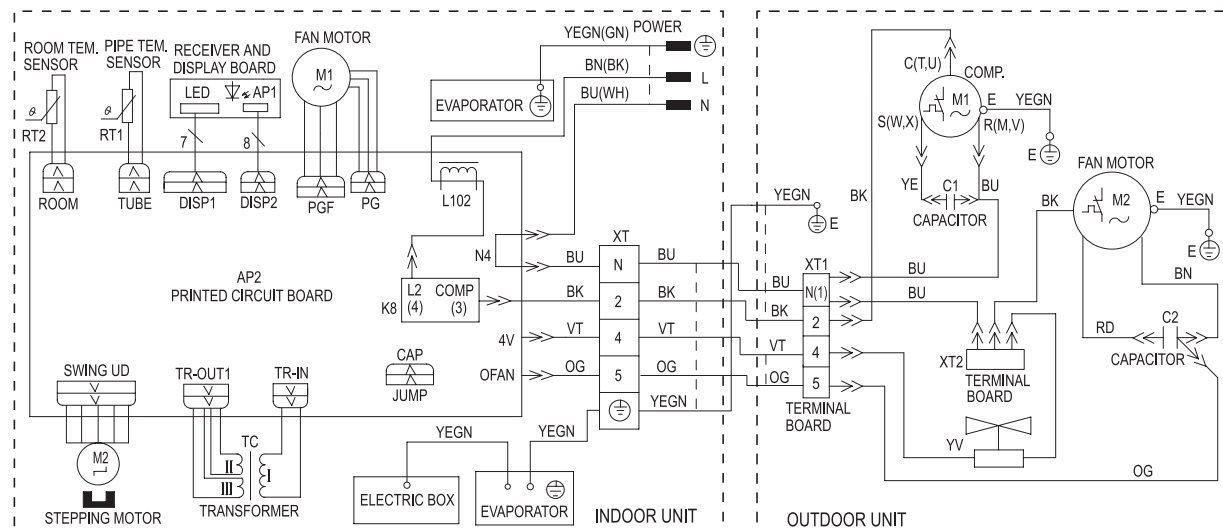 YEGN(GN)
POWER
ROOM TEM.
SENSOR
PIPE TEM.
SENSOR
RECEIVER AND
DISPLAY BOARD
FAN MOTOR
BN(BK)
L
BU(WH)
N
LED
AP1
M1
EVAPORATOR
θ
RT2
θ
RT1
7
8
ROOM
TUBE
DISP1
DISP2
PGF
PG
L102
AP2
PRINTED CIRCUIT BOARD
N4
K8
L2
(4)
COMP
(3)
4V
OFAN
CAP
JUMP
BU
BK
VT
OG
XT
N
2
4
5
BU
BK
VT
OG
YEGN
YEGN
E
SWING UD
TR-OUT1
TR-IN
M2
STEPPING MOTOR
TC
II
III
I
TRANSFORMER
YEGN
ELECTRIC BOX
YEGN
EVAPORATOR
INDOOR UNIT
C(T,U)
COMP.
M1
E
YEGN
E
S(W,X)
R(M,V)
YE
C1
BU
CAPACITOR
BK
FAN MOTOR
BK
M2
E
YEGN
E
BU
BK
VT
OG
XT1
N(1)
2
4
5
TERMINAL
BOARD
BU
BU
XT2
TERMINAL
BOARD
RD
C2
BN
CAPACITOR
YV
OG
OUTDOOR UNIT